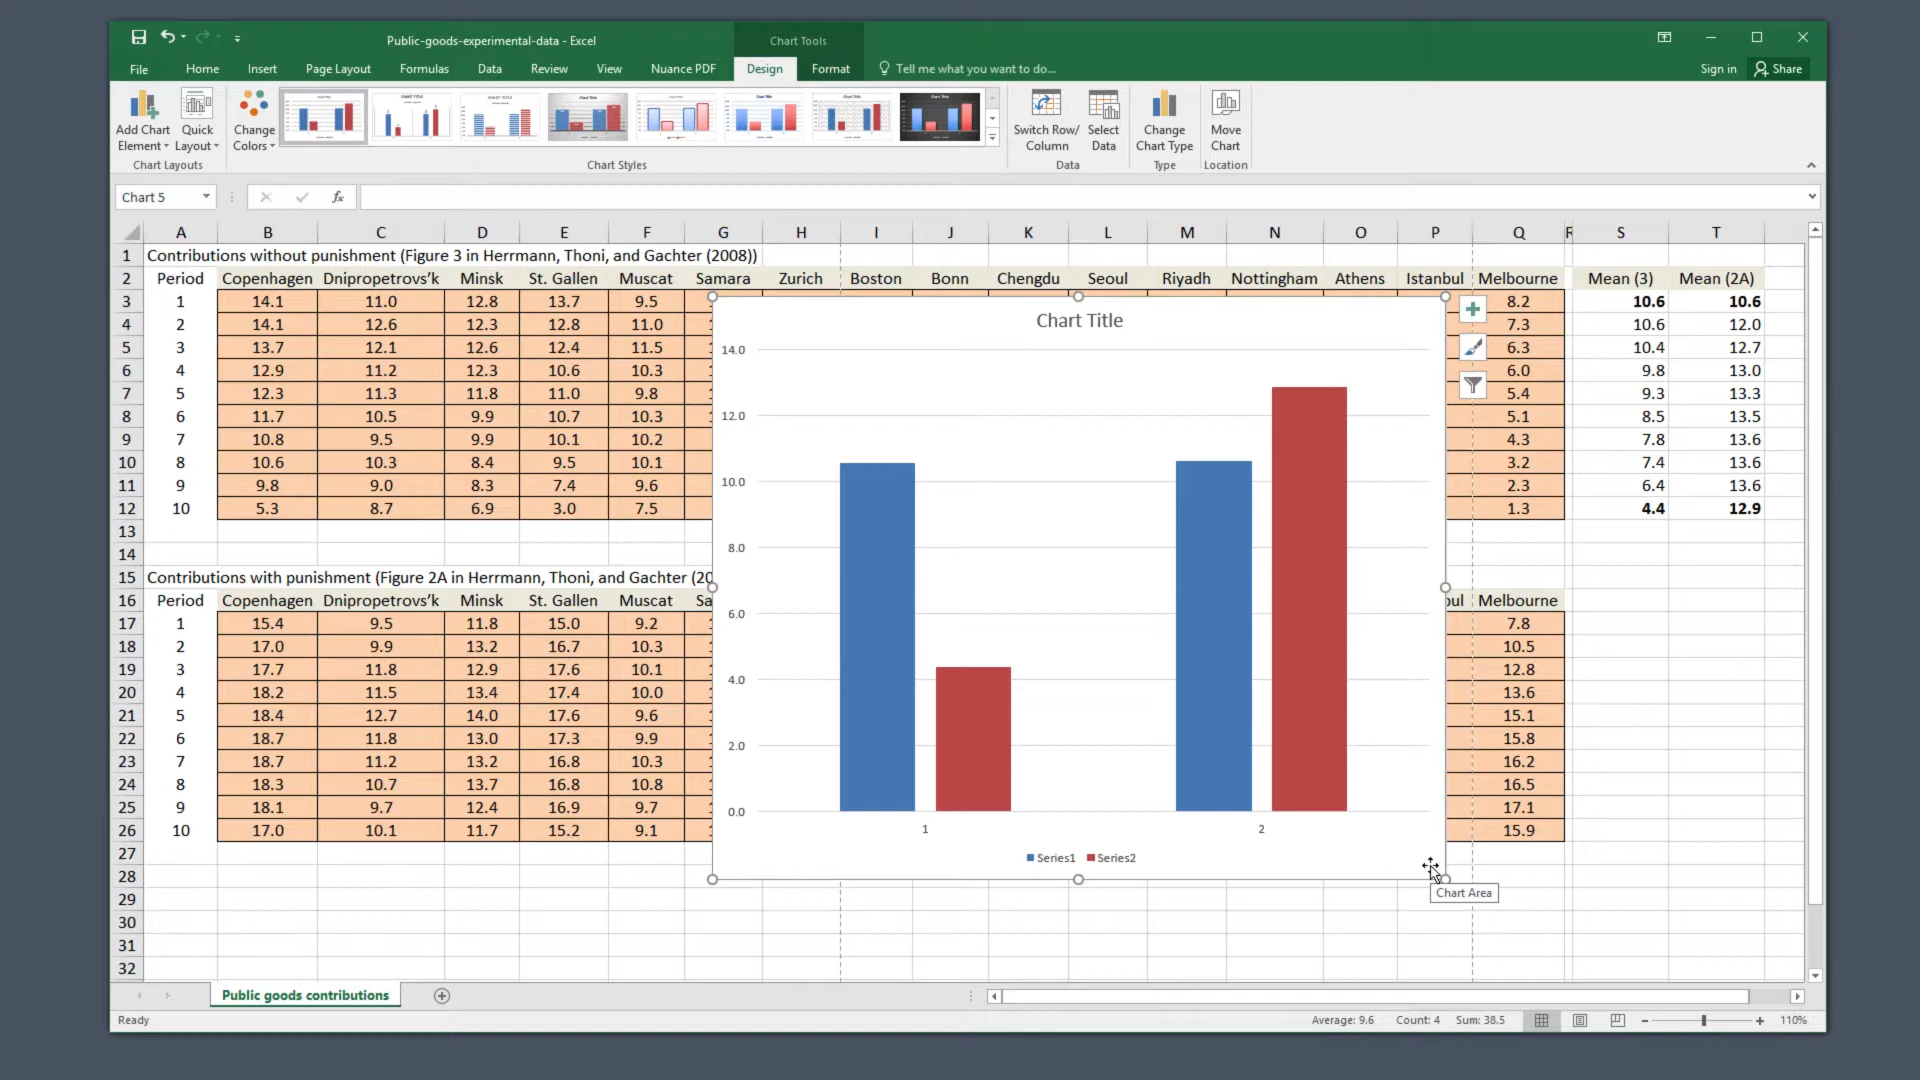 Public-goods-experimental-data - Excel
Chart Tools
File Home Insert Page Layout Formulas Data Review View Nuance PDF Design Format Tell me what you want to do... Sign in Share
Add Chart Element Quick Layout Change Colors Switch Row/Column Select Data Change Chart Type Move Chart
Chart Layouts Chart Styles Data Type Location
Chart 5 fx
A B C D E F G H I J K L M N O P Q R S T
1 Contributions without punishment (Figure 3 in Herrmann, Thoni, and Gachter (2008))
2 Period Copenhagen Dnipropetrovs’k Minsk St. Gallen Muscat Samara Zurich Boston Bonn Chengdu Seoul Riyadh Nottingham Athens Istanbul Melbourne Mean (3) Mean (2A)
3 1 14.1 11.0 12.8 13.7 9.5 8.2 10.6 10.6
4 2 14.1 12.6 12.3 12.8 11.0 7.3 10.6 12.0
5 3 13.7 12.1 12.6 12.4 11.5 6.3 10.4 12.7
6 4 12.9 11.2 12.3 10.6 10.3 6.0 9.8 13.0
7 5 12.3 11.3 11.8 11.0 9.8 5.4 9.3 13.3
8 6 11.7 10.5 9.9 10.7 10.3 5.1 8.5 13.5
9 7 10.8 9.5 9.9 10.1 10.2 4.3 7.8 13.6
10 8 10.6 10.3 8.4 9.5 10.1 3.2 7.4 13.6
11 9 9.8 9.0 8.3 7.4 9.6 2.3 6.4 13.6
12 10 5.3 8.7 6.9 3.0 7.5 1.3 4.4 12.9
13
14
15 Contributions with punishment (Figure 2A in Herrmann, Thoni, and Gachter (20
16 Period Copenhagen Dnipropetrovs’k Minsk St. Gallen Muscat Sa bul Melbourne
17 1 15.4 9.5 11.8 15.0 9.2 7.8
18 2 17.0 9.9 13.2 16.7 10.3 10.5
19 3 17.7 11.8 12.9 17.6 10.1 12.8
20 4 18.2 11.5 13.4 17.4 10.0 13.6
21 5 18.4 12.7 14.0 17.6 9.6 15.1
22 6 18.7 11.8 13.0 17.3 9.9 15.8
23 7 18.7 11.2 13.2 16.8 10.3 16.2
24 8 18.3 10.7 13.7 16.8 10.8 16.5
25 9 18.1 9.7 12.4 16.9 9.7 17.1
26 10 17.0 10.1 11.7 15.2 9.1 15.9
27
28
29
30
31
32
Chart Title
14.0
12.0
10.0
8.0
6.0
4.0
2.0
0.0
1 2
Series1 Series2
Chart Area
Public goods contributions
Ready Average: 9.6 Count: 4 Sum: 38.5 110%